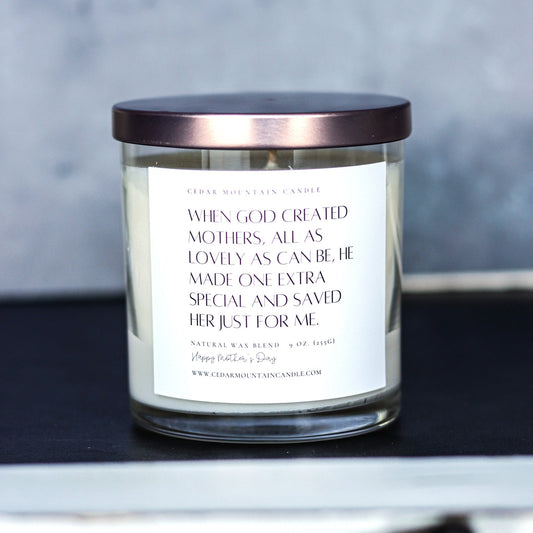 CEDAR MOUNTAIN CANDLE
WHEN GOD CREATED
MOTHERS, ALL AS
LOVELY AS CAN BE, HE
MADE ONE EXTRA
SPECIAL AND SAVED
HER JUST FOR ME.
NATURAL WAX BLEND 9 OZ. (255G)
Happy Mother's Day
WWW.CEDARMOUNTAINCANDLE.COM